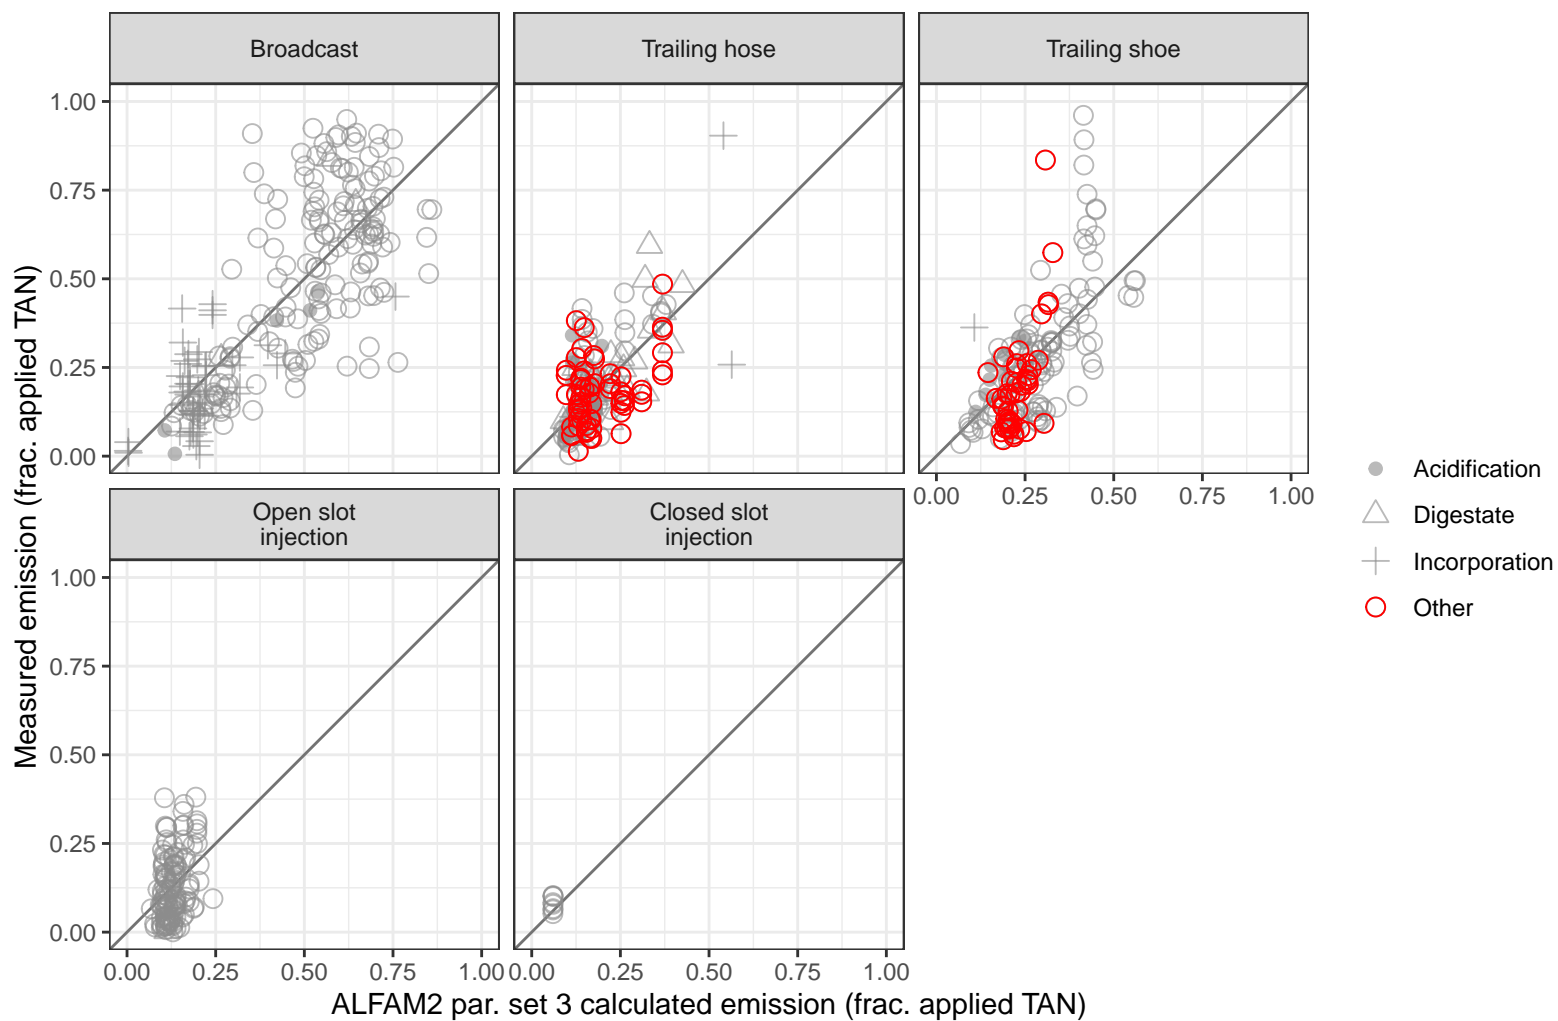 Broadcast
Trailing hose
Trailing shoe
1.00
0.75
0.50
0.25
0.00
0.00 0.25 0.50 0.75 1.00
Open slot
injection
Closed slot
injection
1.00
0.75
0.50
0.25
0.00
0.00 0.25 0.50 0.75 1.00
0.00 0.25 0.50 0.75 1.00
Measured emission (frac. applied TAN)
ALFAM2 par. set 3 calculated emission (frac. applied TAN)
Acidification
Digestate
Incorporation
Other